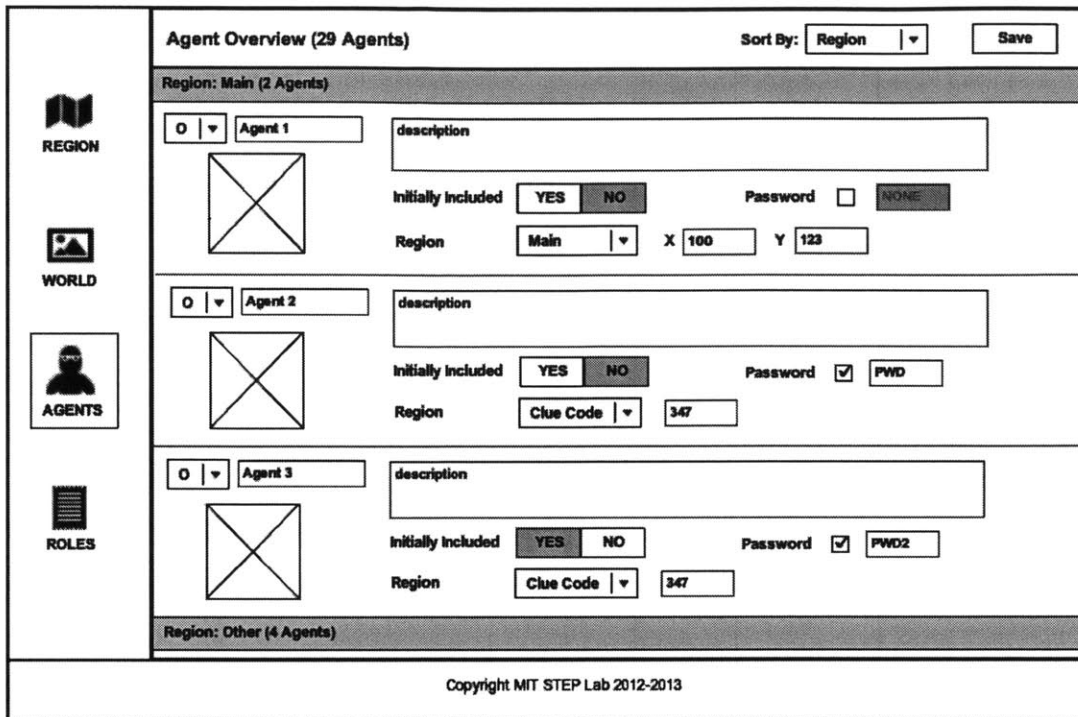 Agent Overview (29 Agents) Sort By: Region Save
Region: Main (2 Agents)
REGION
WORLD
AGENTS
ROLES
O Agent 1 description
Initially Included YES NO Password NONE
Region Main X 100 Y 123
O Agent 2 description
Initially Included YES NO Password PWD
Region Clue Code 347
O Agent 3 description
Initially Included YES NO Password PWD2
Region Clue Code 347
Region: Other (4 Agents)
Copyright MIT STEP Lab 2012-2013